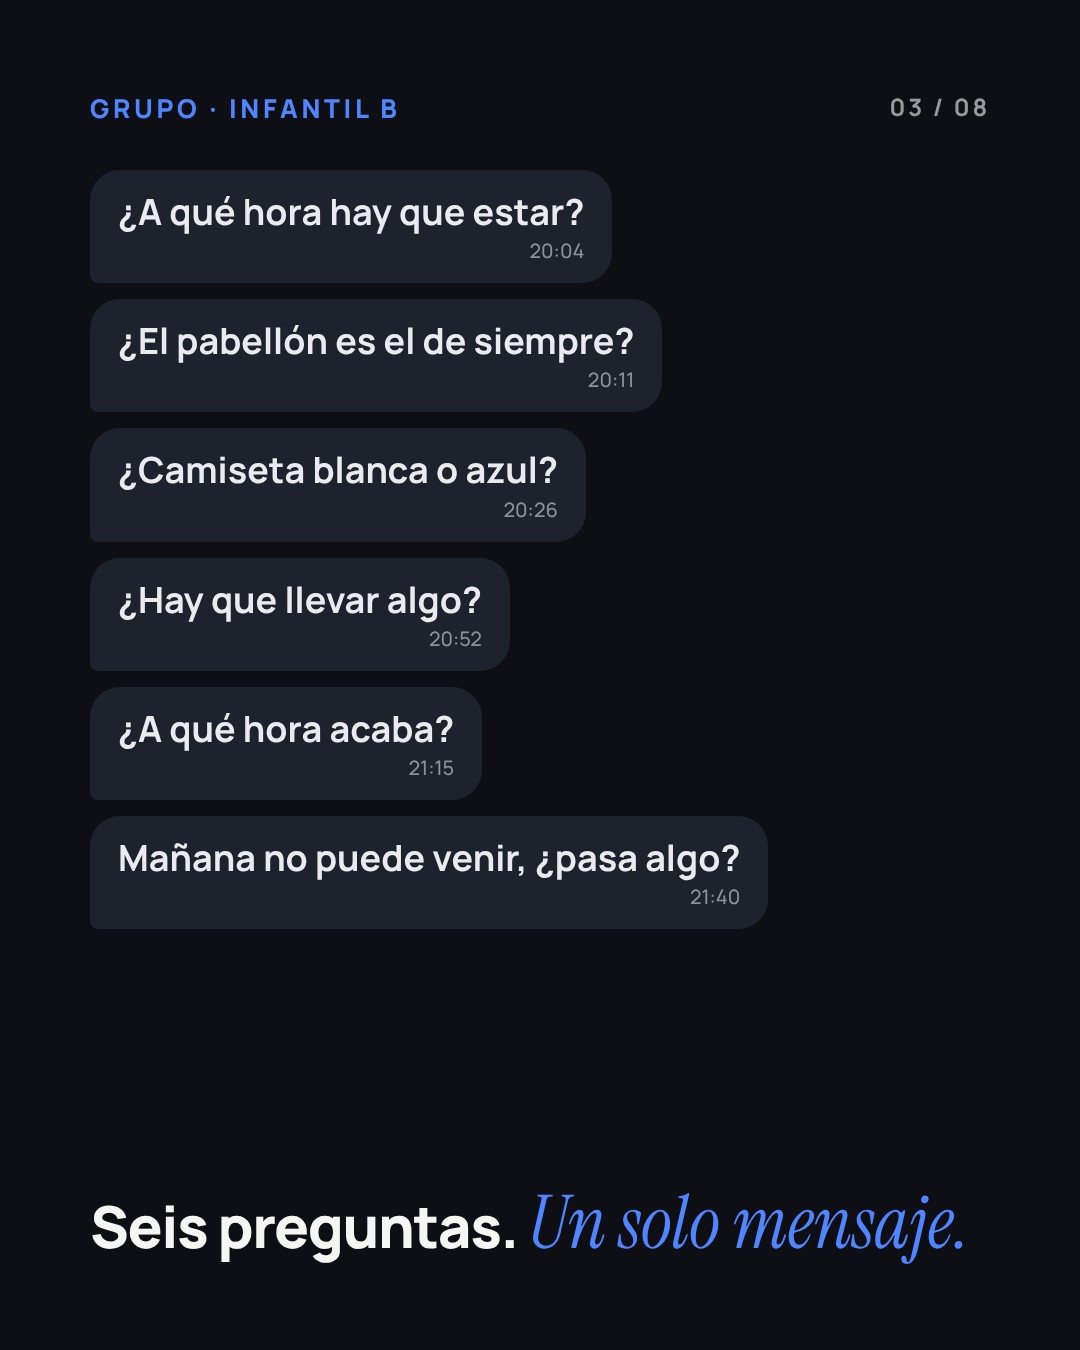 GRUPO · INFANTIL B
03 / 08
¿A qué hora hay que estar?
20:04
¿El pabellón es el de siempre?
20:11
¿Camiseta blanca o azul?
20:26
¿Hay que llevar algo?
20:52
¿A qué hora acaba?
21:15
Mañana no puede venir, ¿pasa algo?
21:40
Seis preguntas. Un solo mensaje.